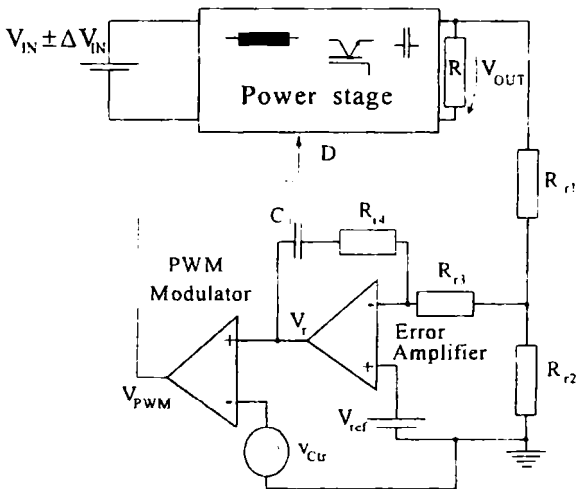 V_IN ± ΔV_IN
Power stage
R
V_OUT
D
R_r1
C
R_r4
PWM
Modulator
V_r
R_r3
Error
Amplifier
R_r2
V_PWM
V_ref
v_Ctr
+
-
-
+